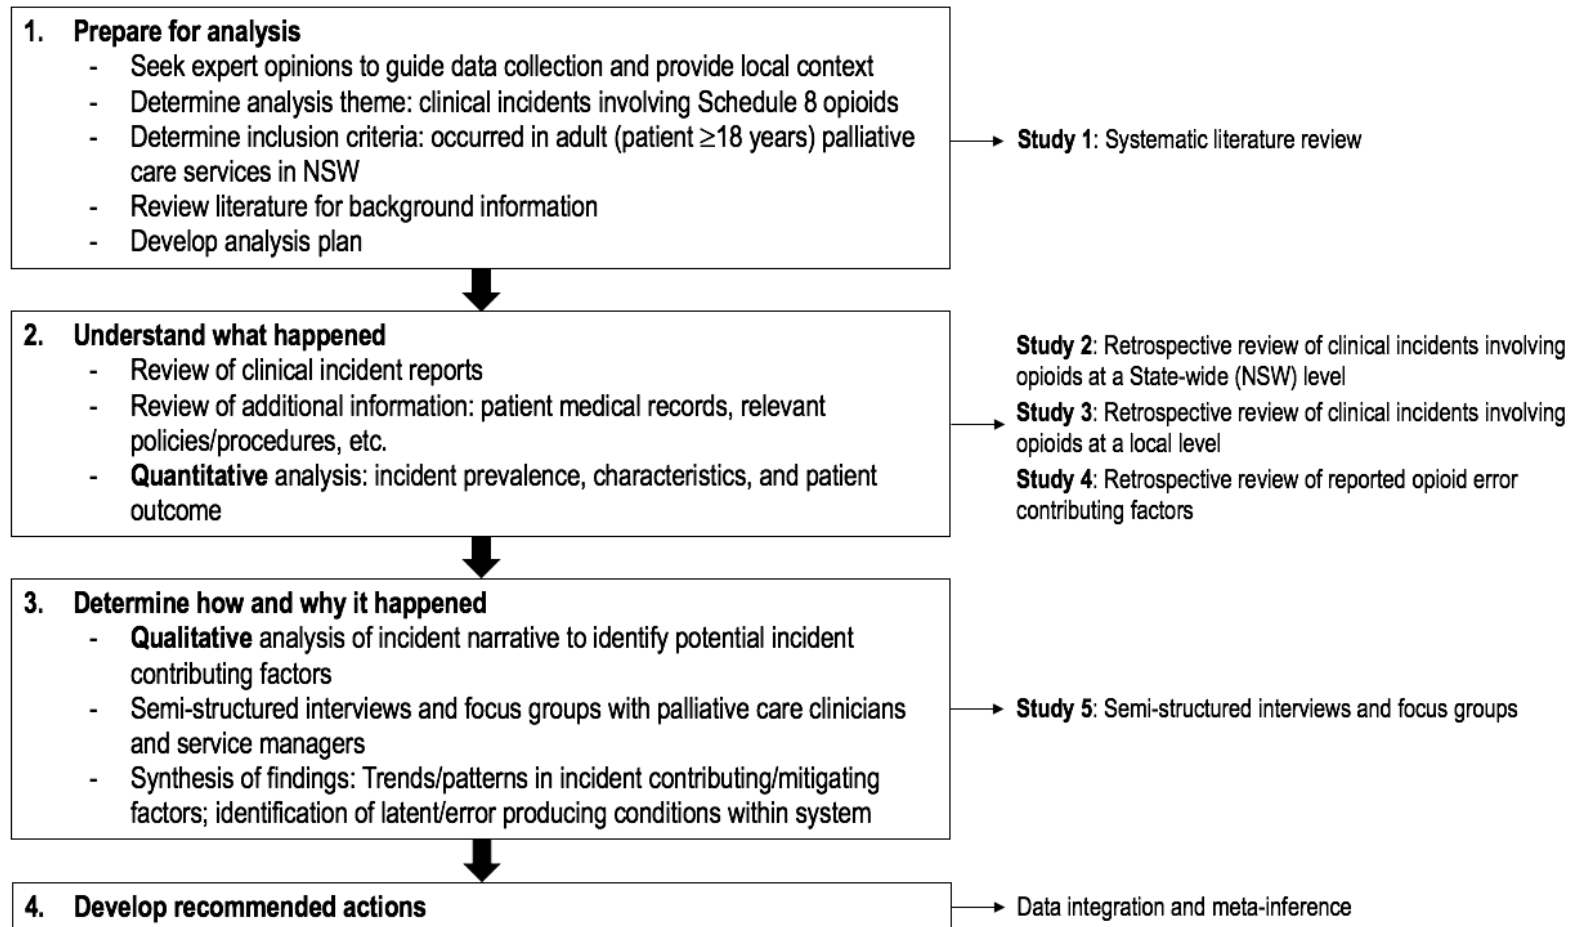 1. Prepare for analysis
- Seek expert opinions to guide data collection and provide local context
- Determine analysis theme: clinical incidents involving Schedule 8 opioids
- Determine inclusion criteria: occurred in adult (patient ≥18 years) palliative
care services in NSW
- Review literature for background information
- Develop analysis plan
Study 1: Systematic literature review
2. Understand what happened
- Review of clinical incident reports
- Review of additional information: patient medical records, relevant
policies/procedures, etc.
- Quantitative analysis: incident prevalence, characteristics, and patient
outcome
Study 2: Retrospective review of clinical incidents involving
opioids at a State-wide (NSW) level
Study 3: Retrospective review of clinical incidents involving
opioids at a local level
Study 4: Retrospective review of reported opioid error
contributing factors
3. Determine how and why it happened
- Qualitative analysis of incident narrative to identify potential incident
contributing factors
- Semi-structured interviews and focus groups with palliative care clinicians
and service managers
- Synthesis of findings: Trends/patterns in incident contributing/mitigating
factors; identification of latent/error producing conditions within system
Study 5: Semi-structured interviews and focus groups
4. Develop recommended actions
Data integration and meta-inference